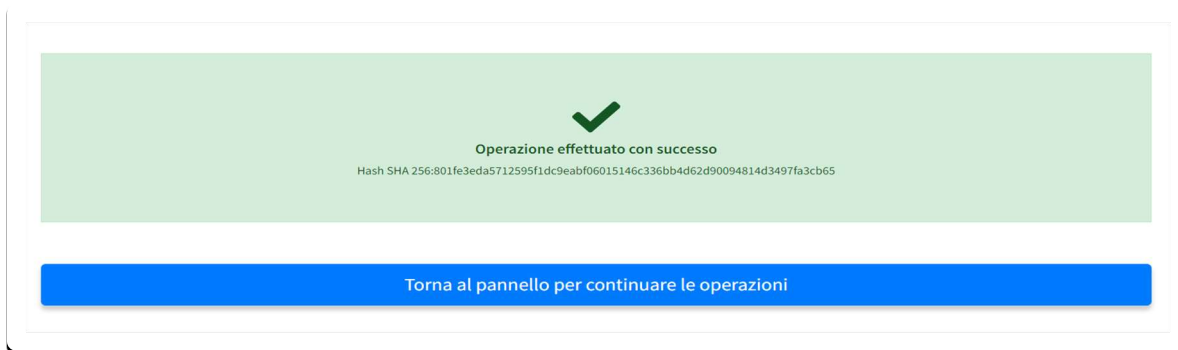 Operazione effettuato con successo
Hash SHA 256:801fe3eda5712595f1dc9eabf06015146c336bb4d62d90094814d3497fa3cb65
Torna al pannello per continuare le operazioni